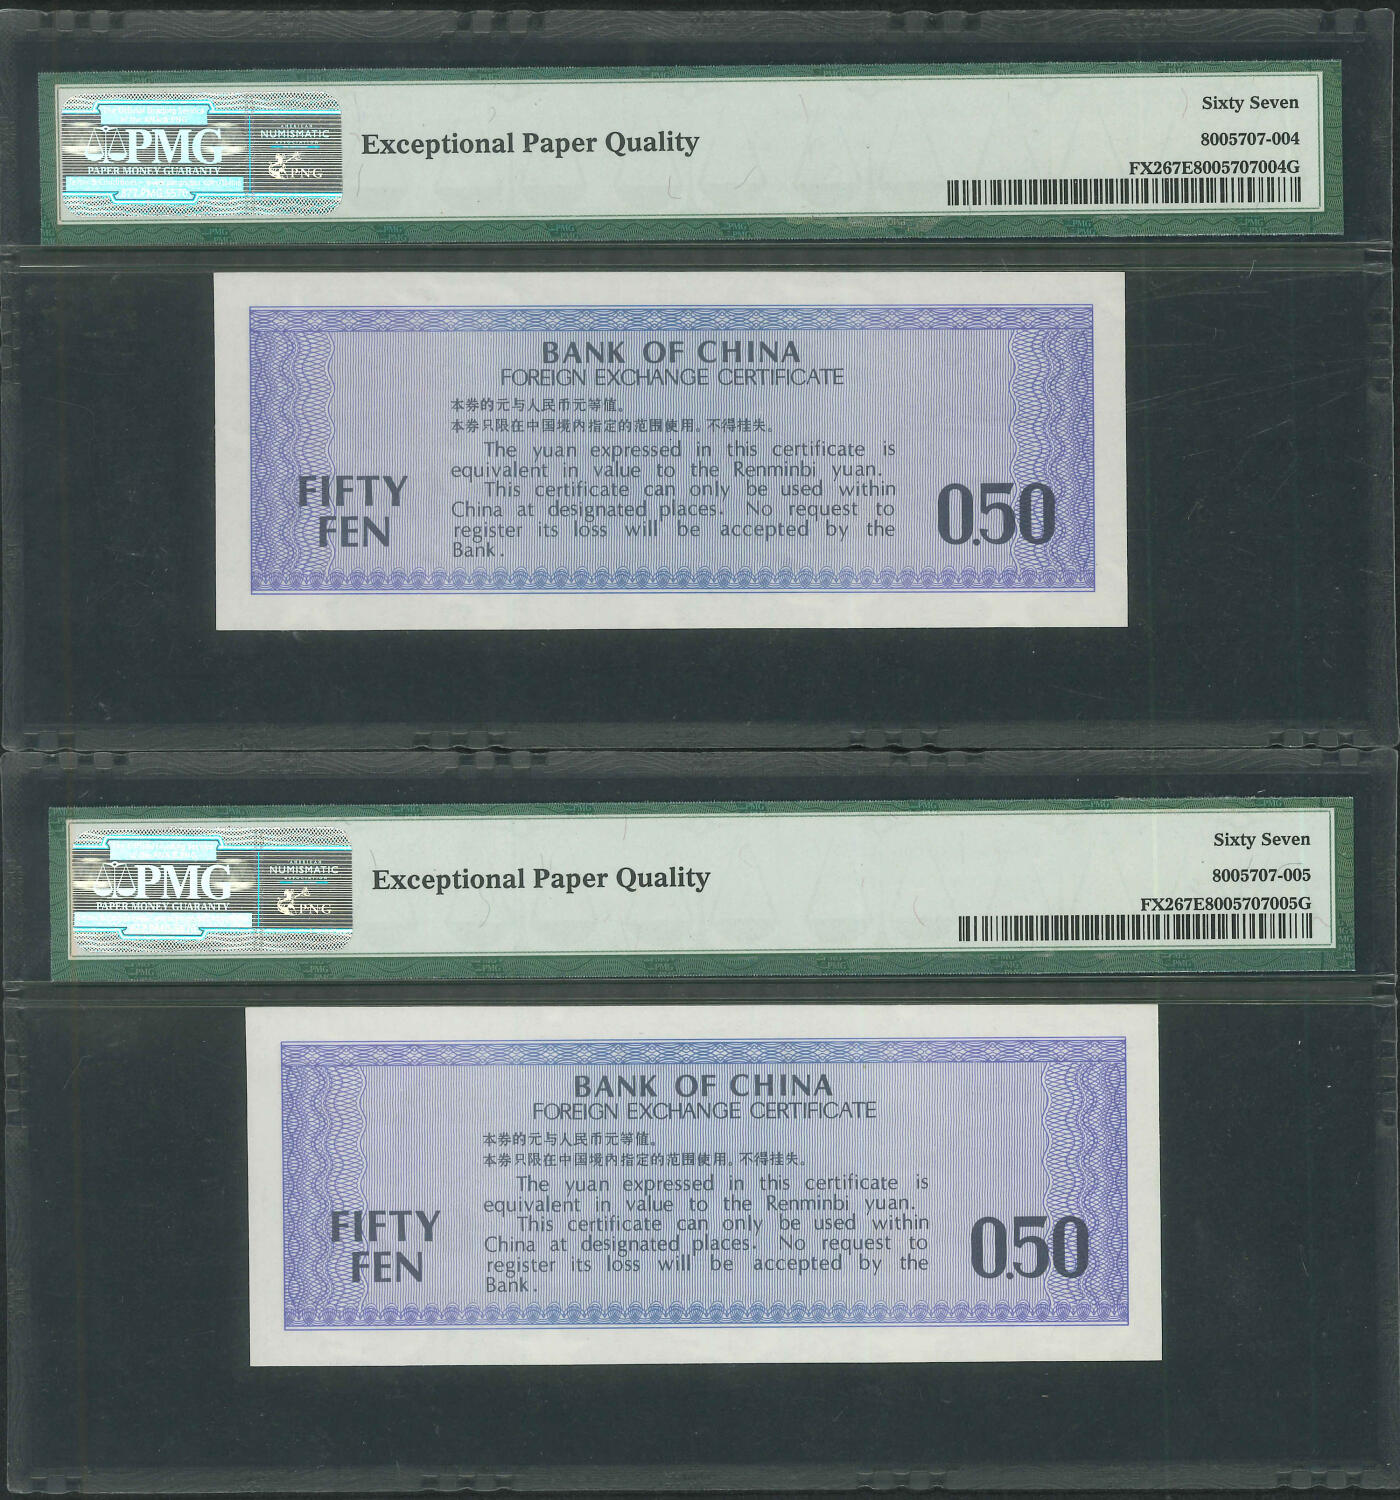 PMG
PAPER MONEY GUARANTY
877-PMG-5570
AMERICAN
NUMISMATIC
ASSOCIATION
PNG
Exceptional Paper Quality
Sixty Seven
8005707-004
FX267E8005707004G
BANK OF CHINA
FOREIGN EXCHANGE CERTIFICATE
本券的元与人民币元等值。
本券只限在中国境内指定的范围使用。不得挂失。
The yuan expressed in this certificate is
equivalent in value to the Renminbi yuan.
This certificate can only be used within
China at designated places. No request to
register its loss will be accepted by the
Bank.
FIFTY
FEN
0.50
PMG
PAPER MONEY GUARANTY
AMERICAN
NUMISMATIC
ASSOCIATION
PNG
Exceptional Paper Quality
Sixty Seven
8005707-005
FX267E8005707005G
BANK OF CHINA
FOREIGN EXCHANGE CERTIFICATE
本券的元与人民币元等值。
本券只限在中国境内指定的范围使用。不得挂失。
The yuan expressed in this certificate is
equivalent in value to the Renminbi yuan.
This certificate can only be used within
China at designated places. No request to
register its loss will be accepted by the
Bank.
FIFTY
FEN
0.50